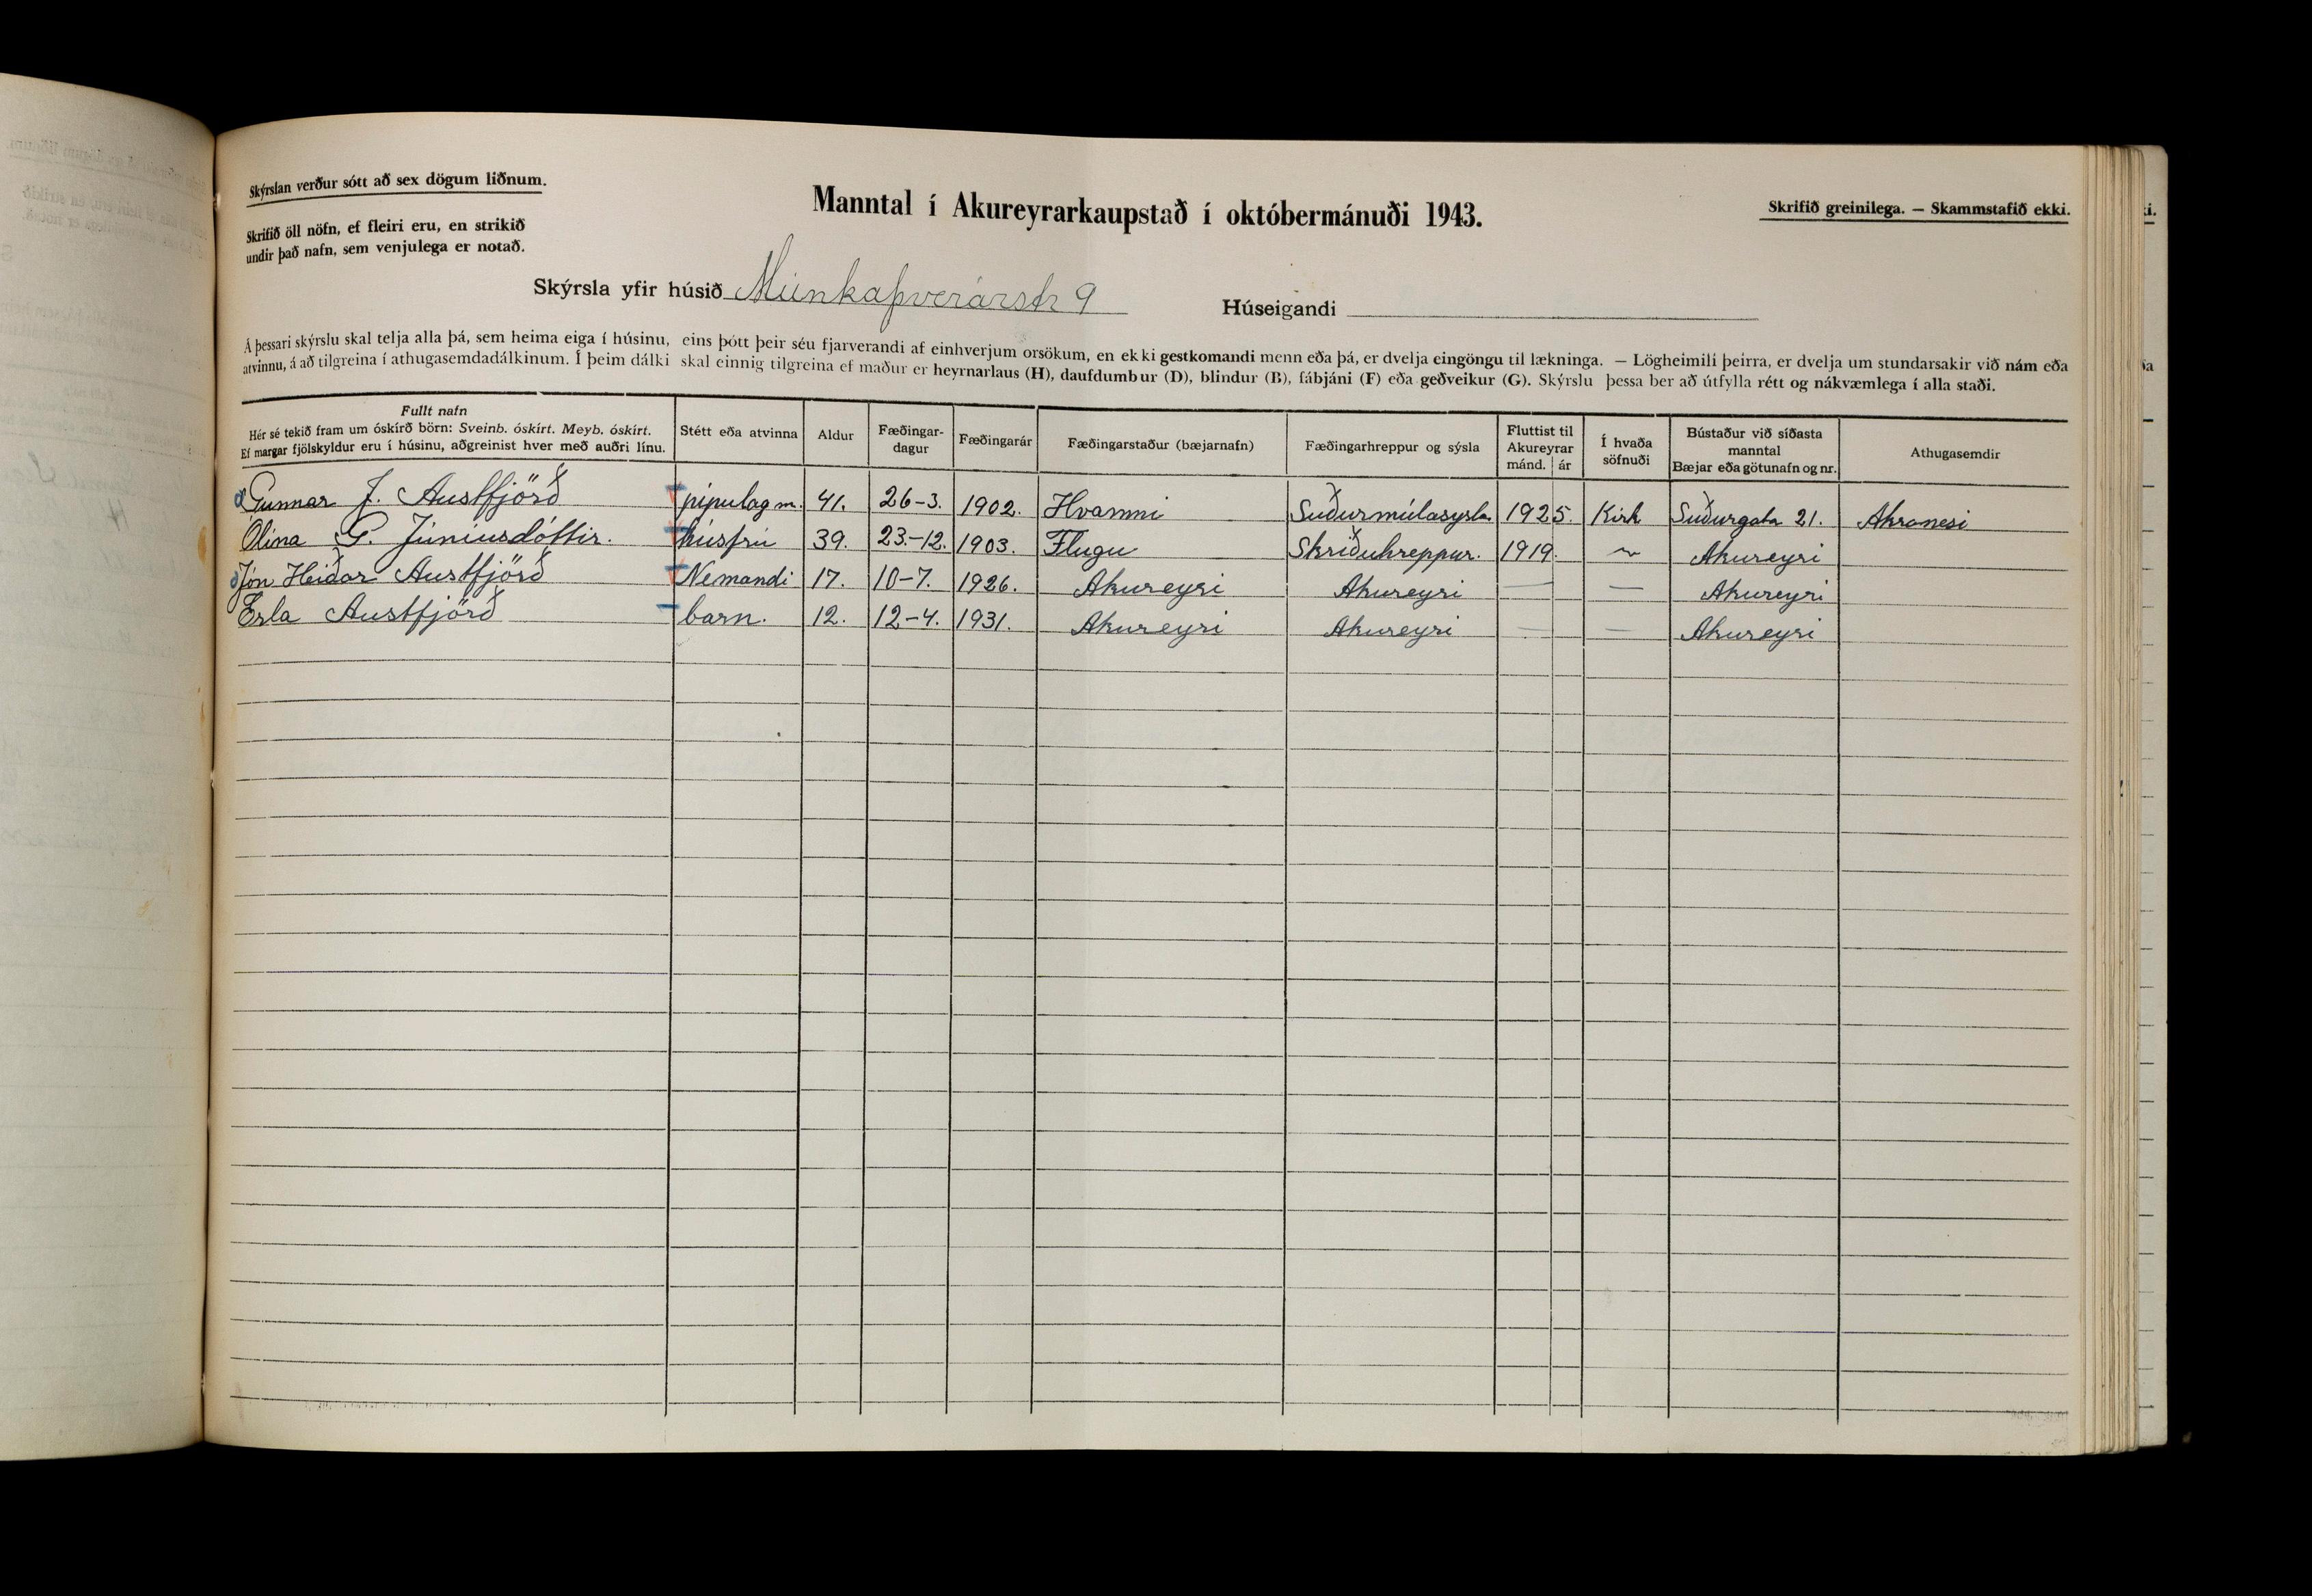 Skýrslan verður sótt að sex dögum liðnum.
Skrifið öll nöfn, ef fleiri eru, en strikið
undir það nafn, sem venjulega er notað.
Manntal í Akureyrarkaupstað í októbermánuði 1943.
Skrifið greinilega. — Skammstafið ekki.
Skýrsla yfir húsið Munkaþverárstr 9 Húseigandi
Á þessari skýrslu skal telja alla þá, sem heima eiga í húsinu, eins þótt þeir séu fjarverandi af einhverjum orsökum, en ekki gestkomandi menn eða þá, er dvelja eingöngu til lækninga. — Lögheimili þeirra, er dvelja um stundarsakir við nám eða
atvinnu, á að tilgreina í athugasemdadálkinum. Í þeim dálki skal einnig tilgreina ef maður er heyrnarlaus (H), daufdumbur (D), blindur (B), fábjáni (F) eða geðveikur (G). Skýrslu þessa ber að útfylla rétt og nákvæmlega í alla staði.
Fullt nafn
Hér sé tekið fram um óskírð börn: Sveinb. óskírt. Meyb. óskírt.
Ef margar fjölskyldur eru í húsinu, aðgreinist hver með auðri línu.
Stétt eða atvinna
Aldur
Fæðingar-
dagur
Fæðingarár
Fæðingarstaður (bæjarnafn)
Fæðingarhreppur og sýsla
Fluttist til
Akureyrar
mánd. ár
Í hvaða
söfnuði
Bústaður við síðasta
manntal
Bæjar eða götunafn og nr.
Athugasemdir
Gunnar J. Austfjörð pípulagm. 41. 26-3. 1902. Hvammi Suðurmúlasýsla 1925. Kirk Suðurgata 21. Akranesi
Ólína G. Júníusdóttir. húsfrú 39. 23.-12. 1903. Flugu Skriðuhreppur. 1919. ~ Akureyri
Jón Heiðar Austfjörð Nemandi 17. 10-7. 1926. Akureyri Akureyri — — Akureyri
Erla Austfjörð barn. 12. 12-4. 1931. Akureyri Akureyri — — Akureyri